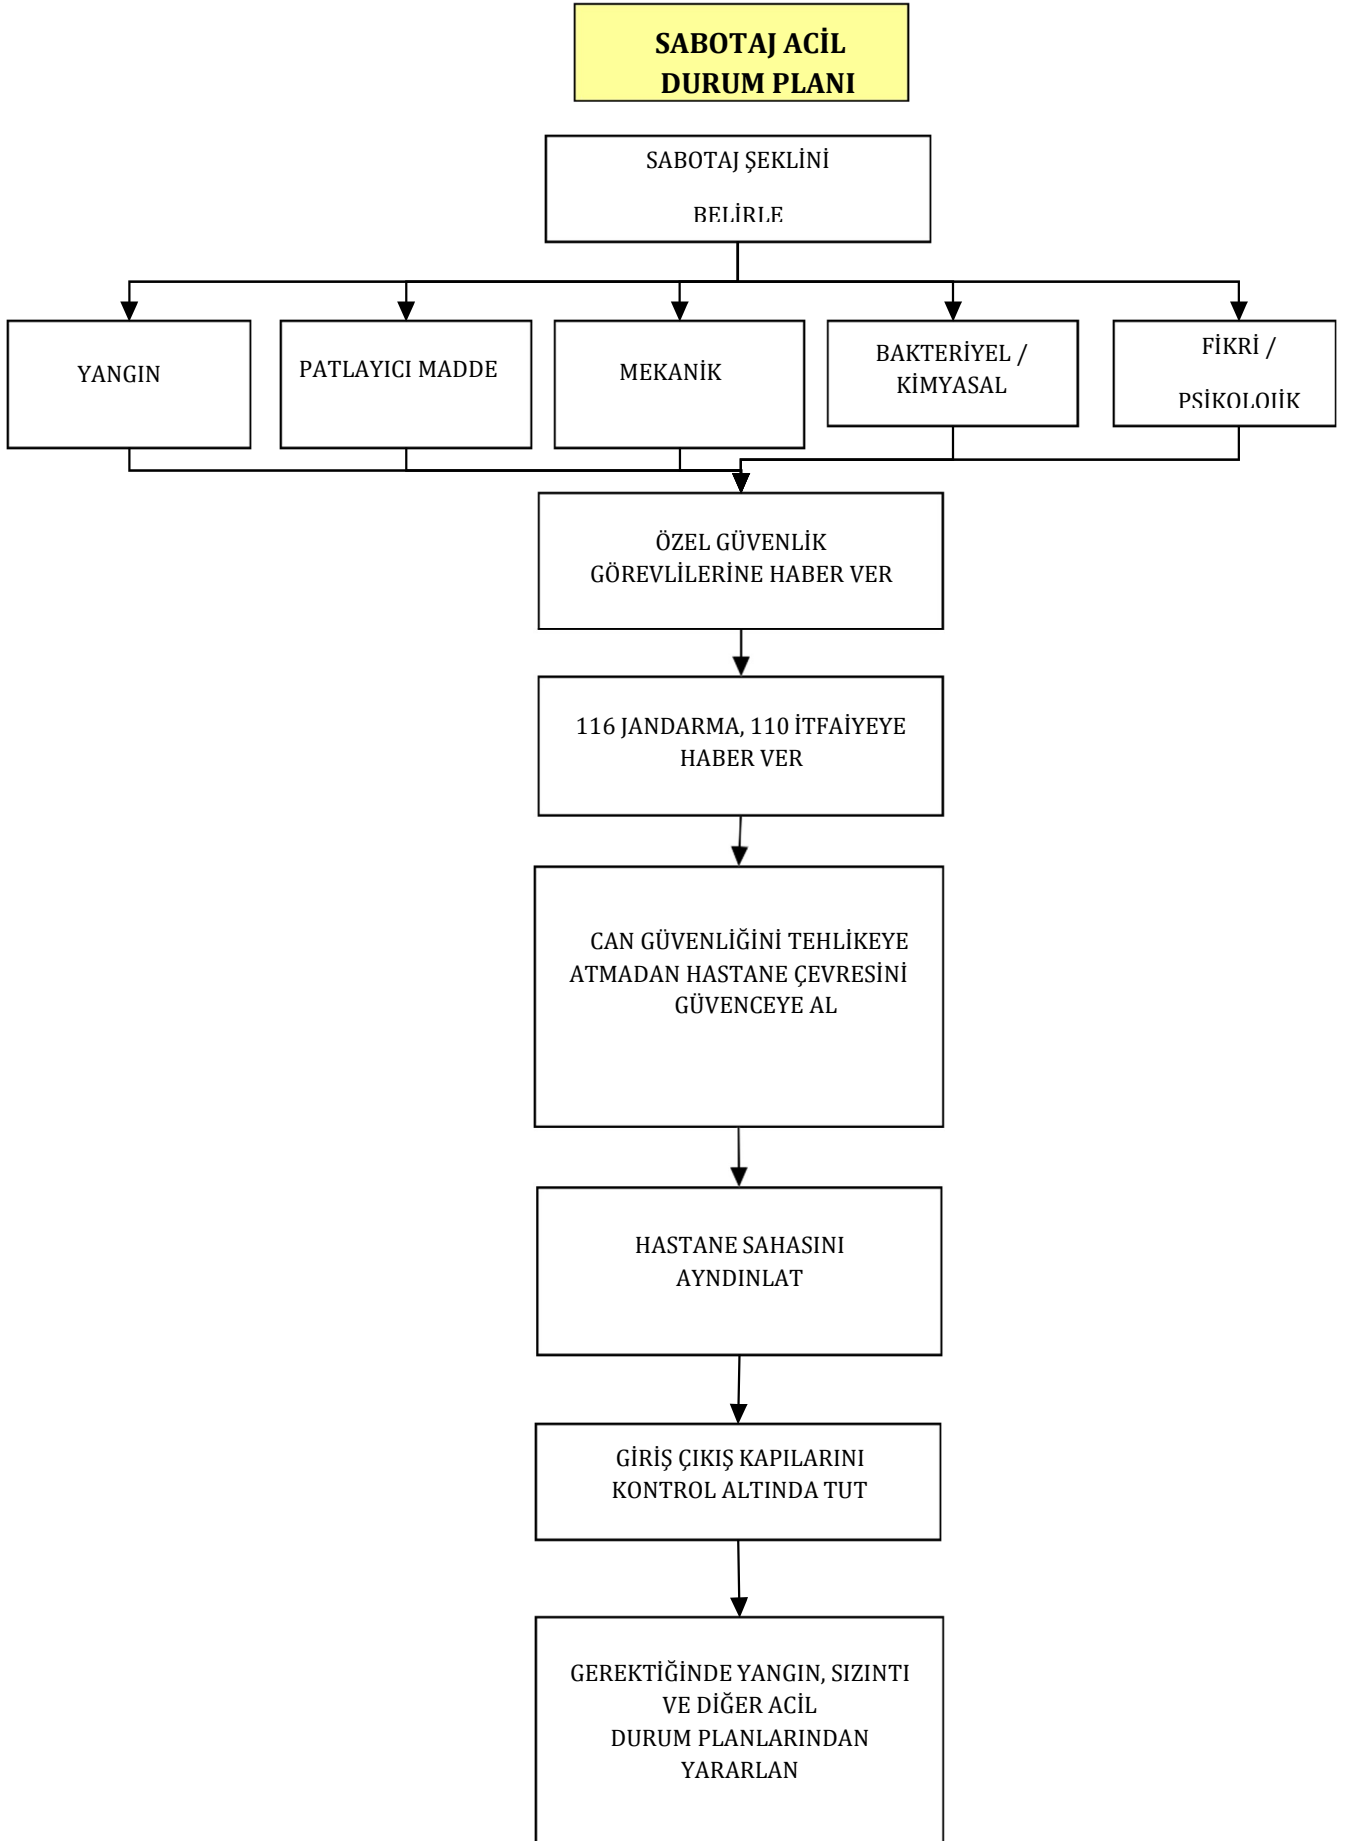 SABOTAJ ACİL
DURUM PLANI
SABOTAJ ŞEKLİNİ
BELİRLE
YANGIN
PATLAYICI MADDE
MEKANİK
BAKTERİYEL /
KİMYASAL
FİKRİ /
PSİKOLOJİK
ÖZEL GÜVENLİK
GÖREVLİLERİNE HABER VER
116 JANDARMA, 110 İTFAİYEYE
HABER VER
CAN GÜVENLİĞİNİ TEHLİKEYE
ATMADAN HASTANE ÇEVRESİNİ
GÜVENCEYE AL
HASTANE SAHASINI
AYNDINLAT
GİRİŞ ÇIKIŞ KAPILARINI
KONTROL ALTINDA TUT
GEREKTİĞİNDE YANGIN, SIZINTI
VE DİĞER ACİL
DURUM PLANLARINDAN
YARARLAN